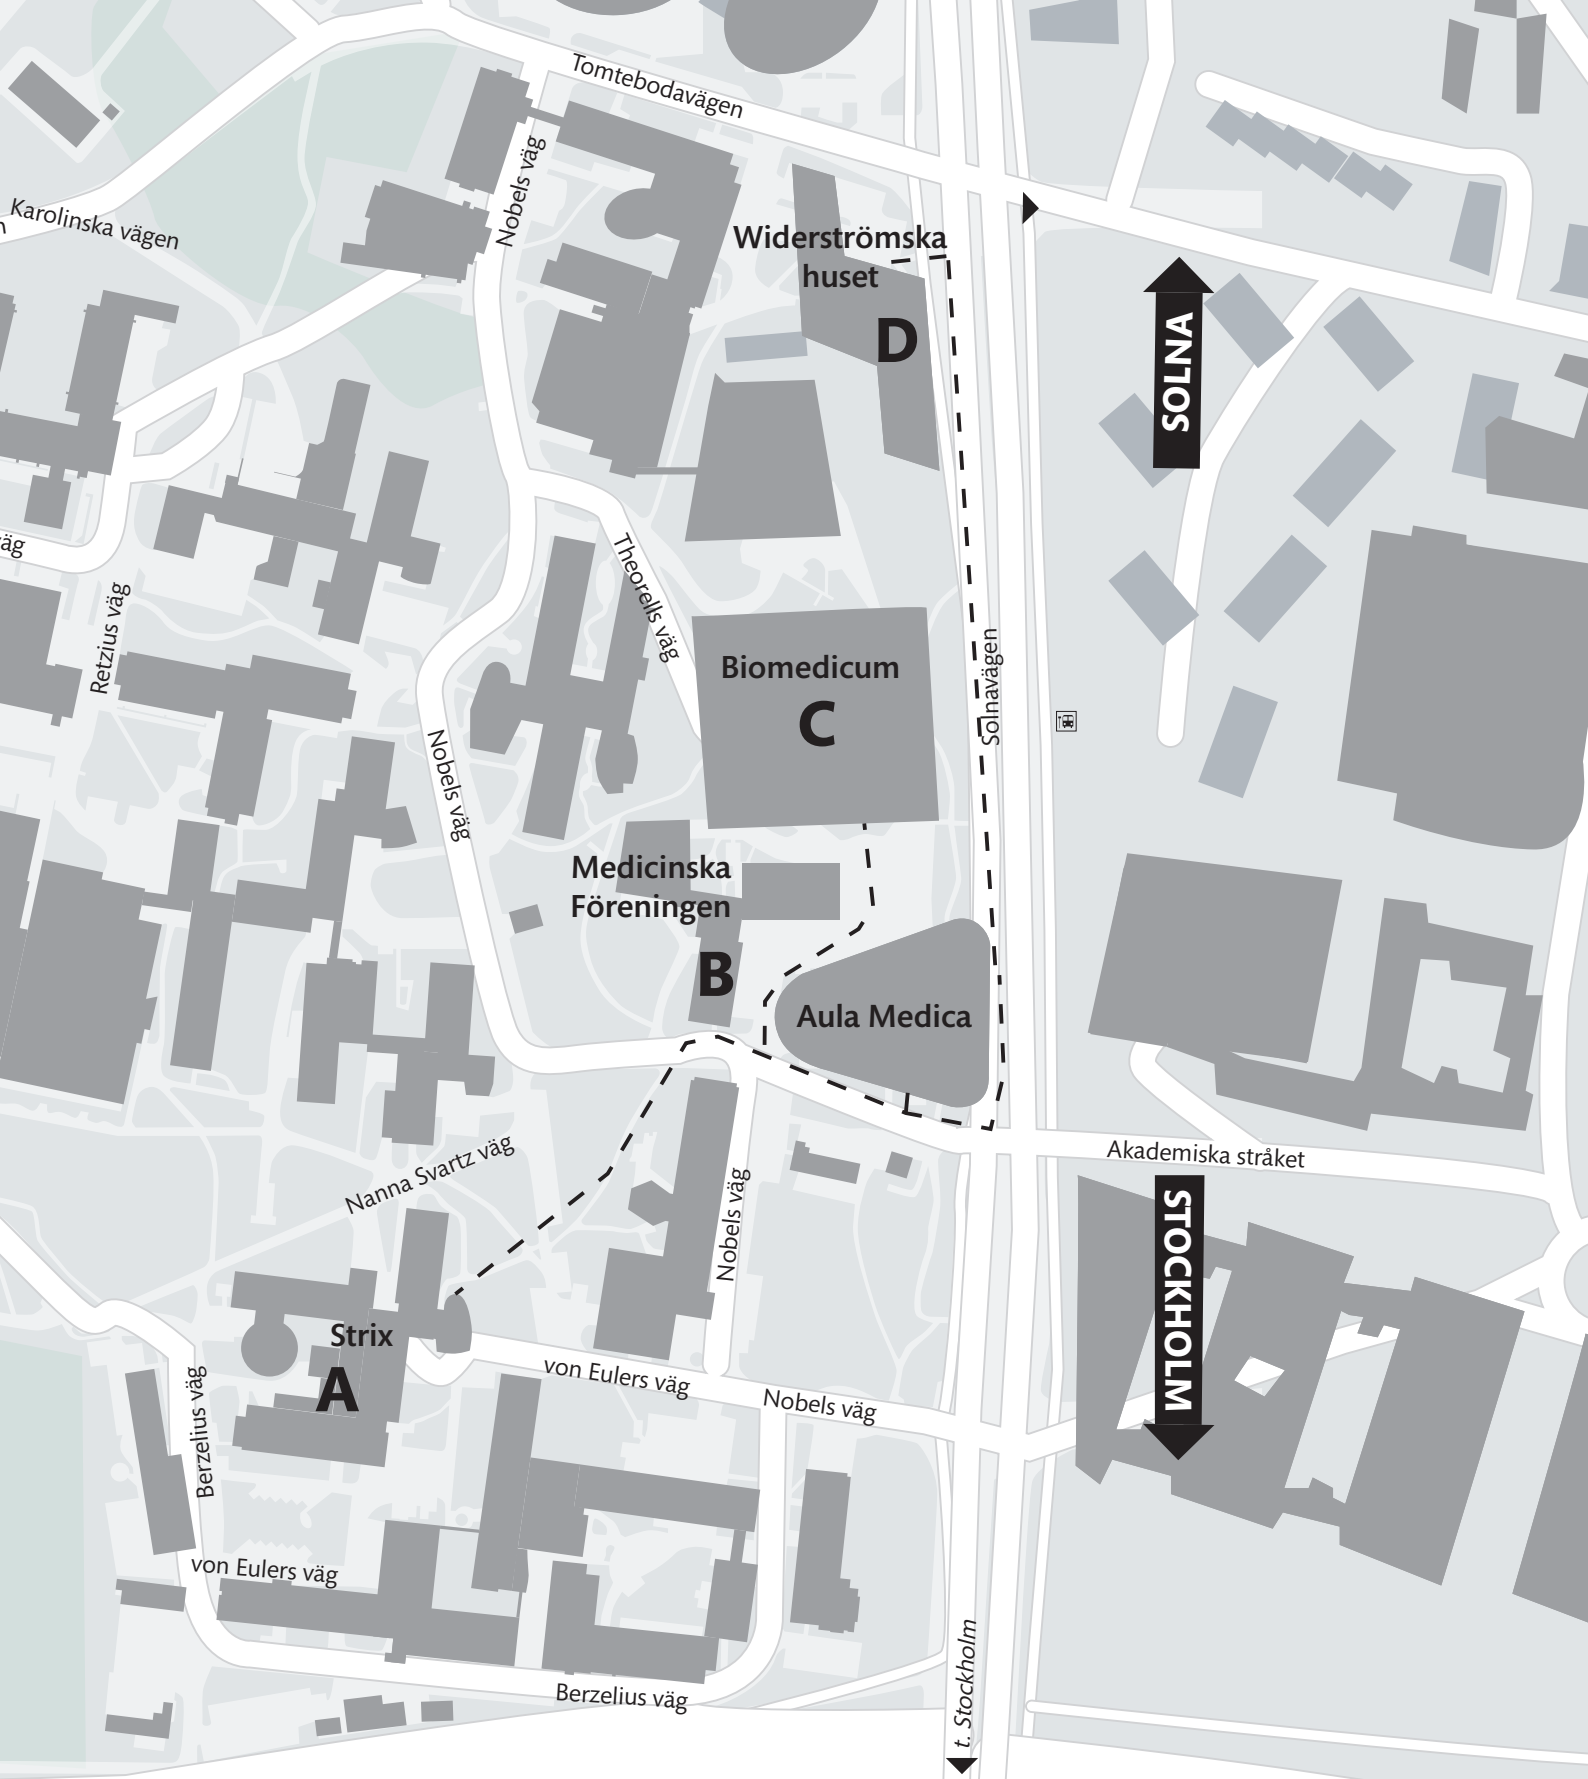 Tomtebodavägen
Nobels väg
Karolinska vägen
Widerströmska
huset
D
SOLNA
Theorells väg
väg
Retzius väg
Solnavägen
Biomedicum
C
Nobels väg
Medicinska
Föreningen
B
Aula Medica
Nanna Svartz väg
Akademiska stråket
Nobels väg
STOCKHOLM
Strix
A
von Eulers väg
Nobels väg
Berzelius väg
von Eulers väg
Berzelius väg
t. Stockholm